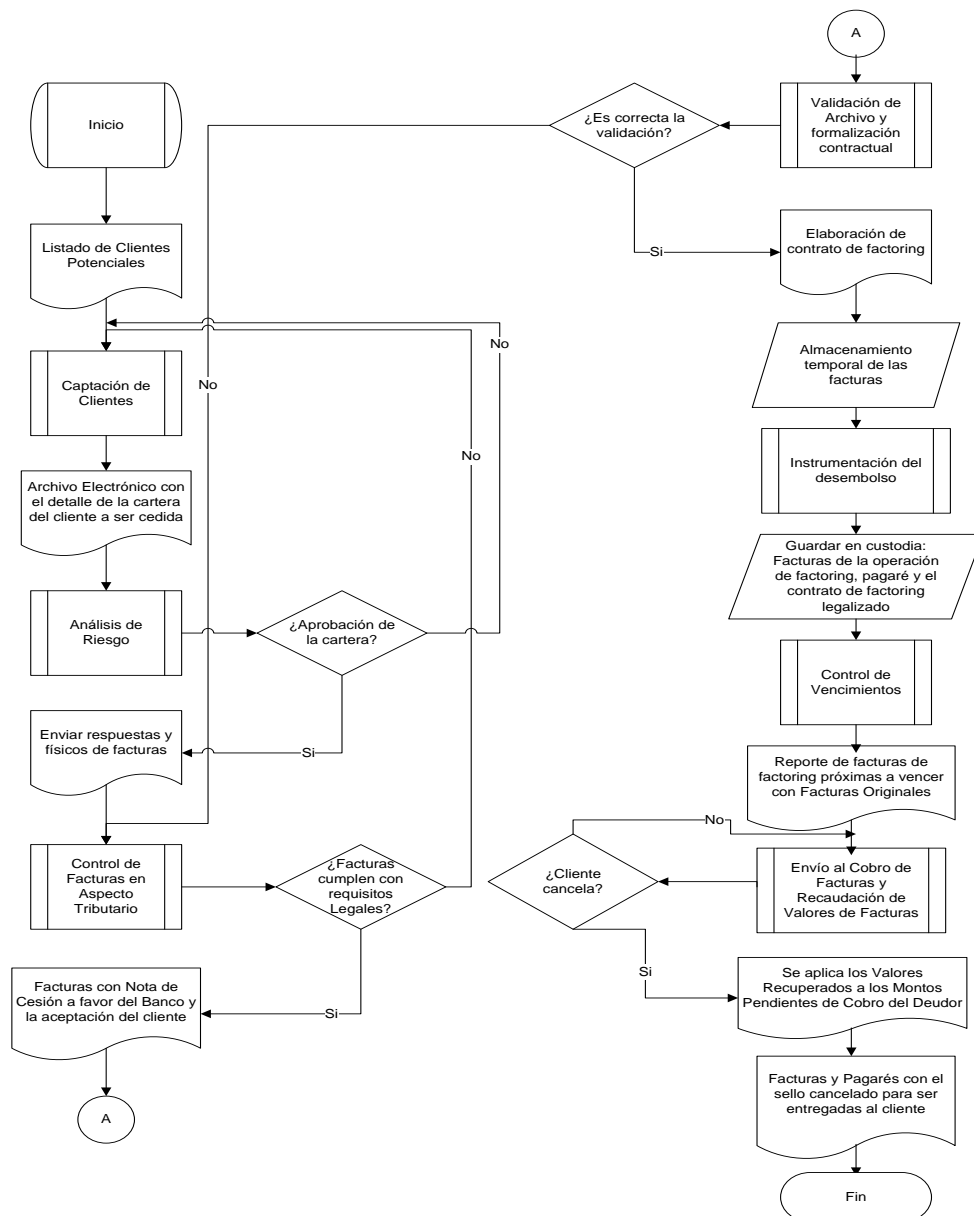 Inicio
Listado de Clientes
Potenciales
Captación de
Clientes
Archivo Electrónico con
el detalle de la cartera
del cliente a ser cedida
Análisis de
Riesgo
¿Aprobación de
la cartera?
No
Si
Enviar respuestas y
físicos de facturas
Control de
Facturas en
Aspecto
Tributario
¿Facturas
cumplen con
requisitos
Legales?
No
Si
Facturas con Nota de
Cesión a favor del Banco y
la aceptación del cliente
A
A
Validación de
Archivo y
formalización
contractual
¿Es correcta la
validación?
No
Si
Elaboración de
contrato de factoring
Almacenamiento
temporal de las
facturas
Instrumentación del
desembolso
Guardar en custodia:
Facturas de la operación
de factoring, pagaré y el
contrato de factoring
legalizado
Control de
Vencimientos
Reporte de facturas de
factoring próximas a vencer
con Facturas Originales
Envío al Cobro de
Facturas y
Recaudación de
Valores de Facturas
¿Cliente
cancela?
No
Si
Se aplica los Valores
Recuperados a los Montos
Pendientes de Cobro del Deudor
Facturas y Pagarés con el
sello cancelado para ser
entregadas al cliente
Fin